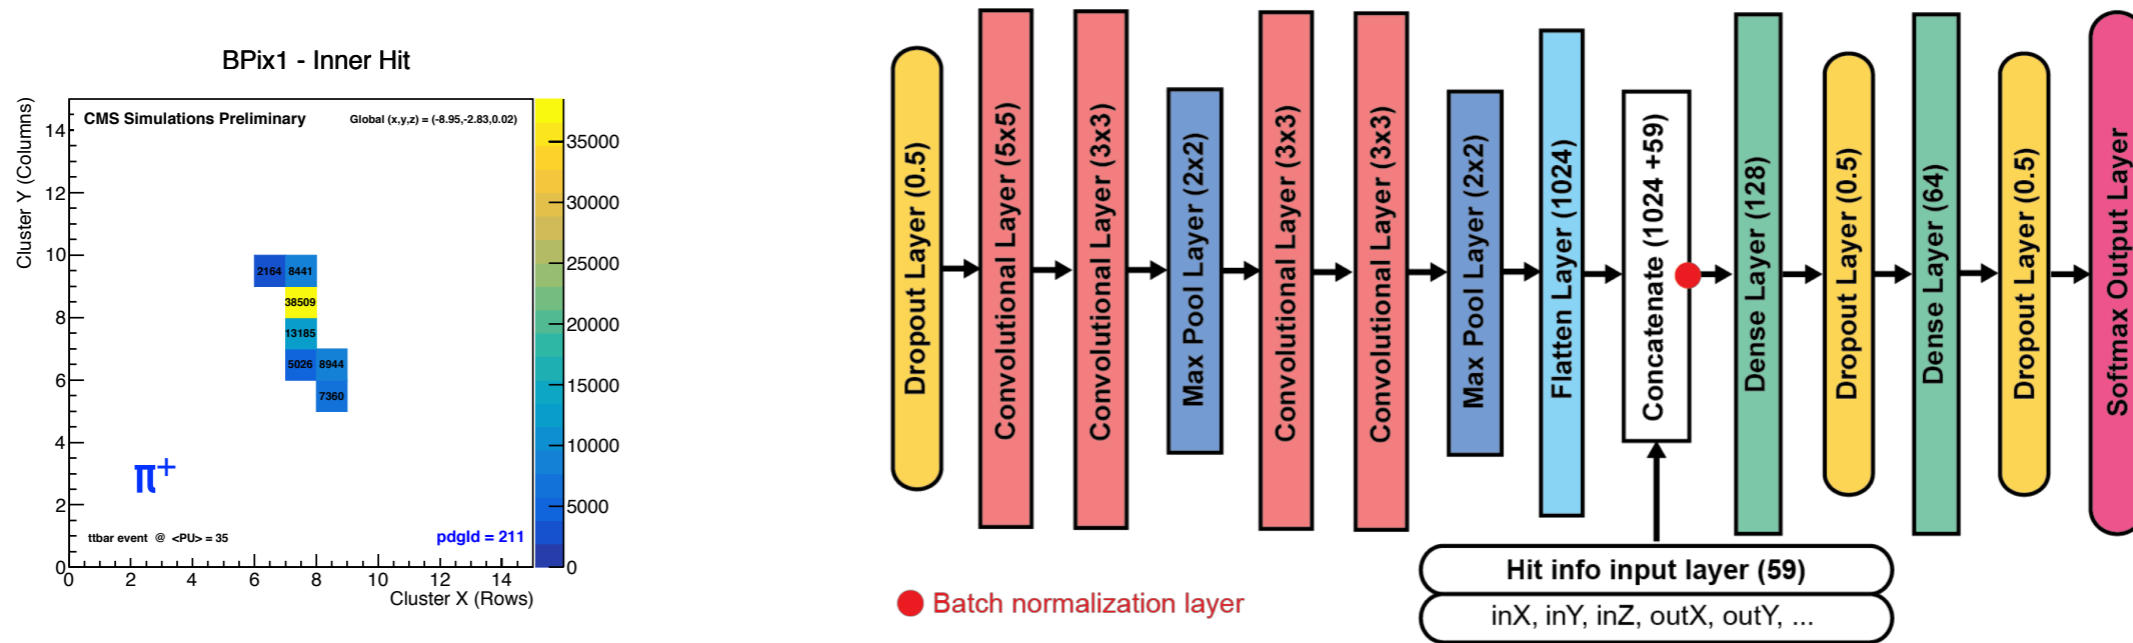 BPix1 - Inner Hit
CMS Simulations Preliminary
Global (x,y,z) = (-8.95,-2.83,0.02)
Cluster Y (Columns)
14
12
10
8
6
4
2
0
2164 8441
38509
13185
5026 8944
7360
π+
ttbar event @ <PU> = 35
pdgId = 211
0 2 4 6 8 10 12 14
Cluster X (Rows)
35000
30000
25000
20000
15000
10000
5000
0
Dropout Layer (0.5)
Convolutional Layer (5x5)
Convolutional Layer (3x3)
Max Pool Layer (2x2)
Convolutional Layer (3x3)
Convolutional Layer (3x3)
Max Pool Layer (2x2)
Flatten Layer (1024)
Concatenate (1024 +59)
Dense Layer (128)
Dropout Layer (0.5)
Dense Layer (64)
Dropout Layer (0.5)
Softmax Output Layer
Hit info input layer (59)
inX, inY, inZ, outX, outY, ...
Batch normalization layer